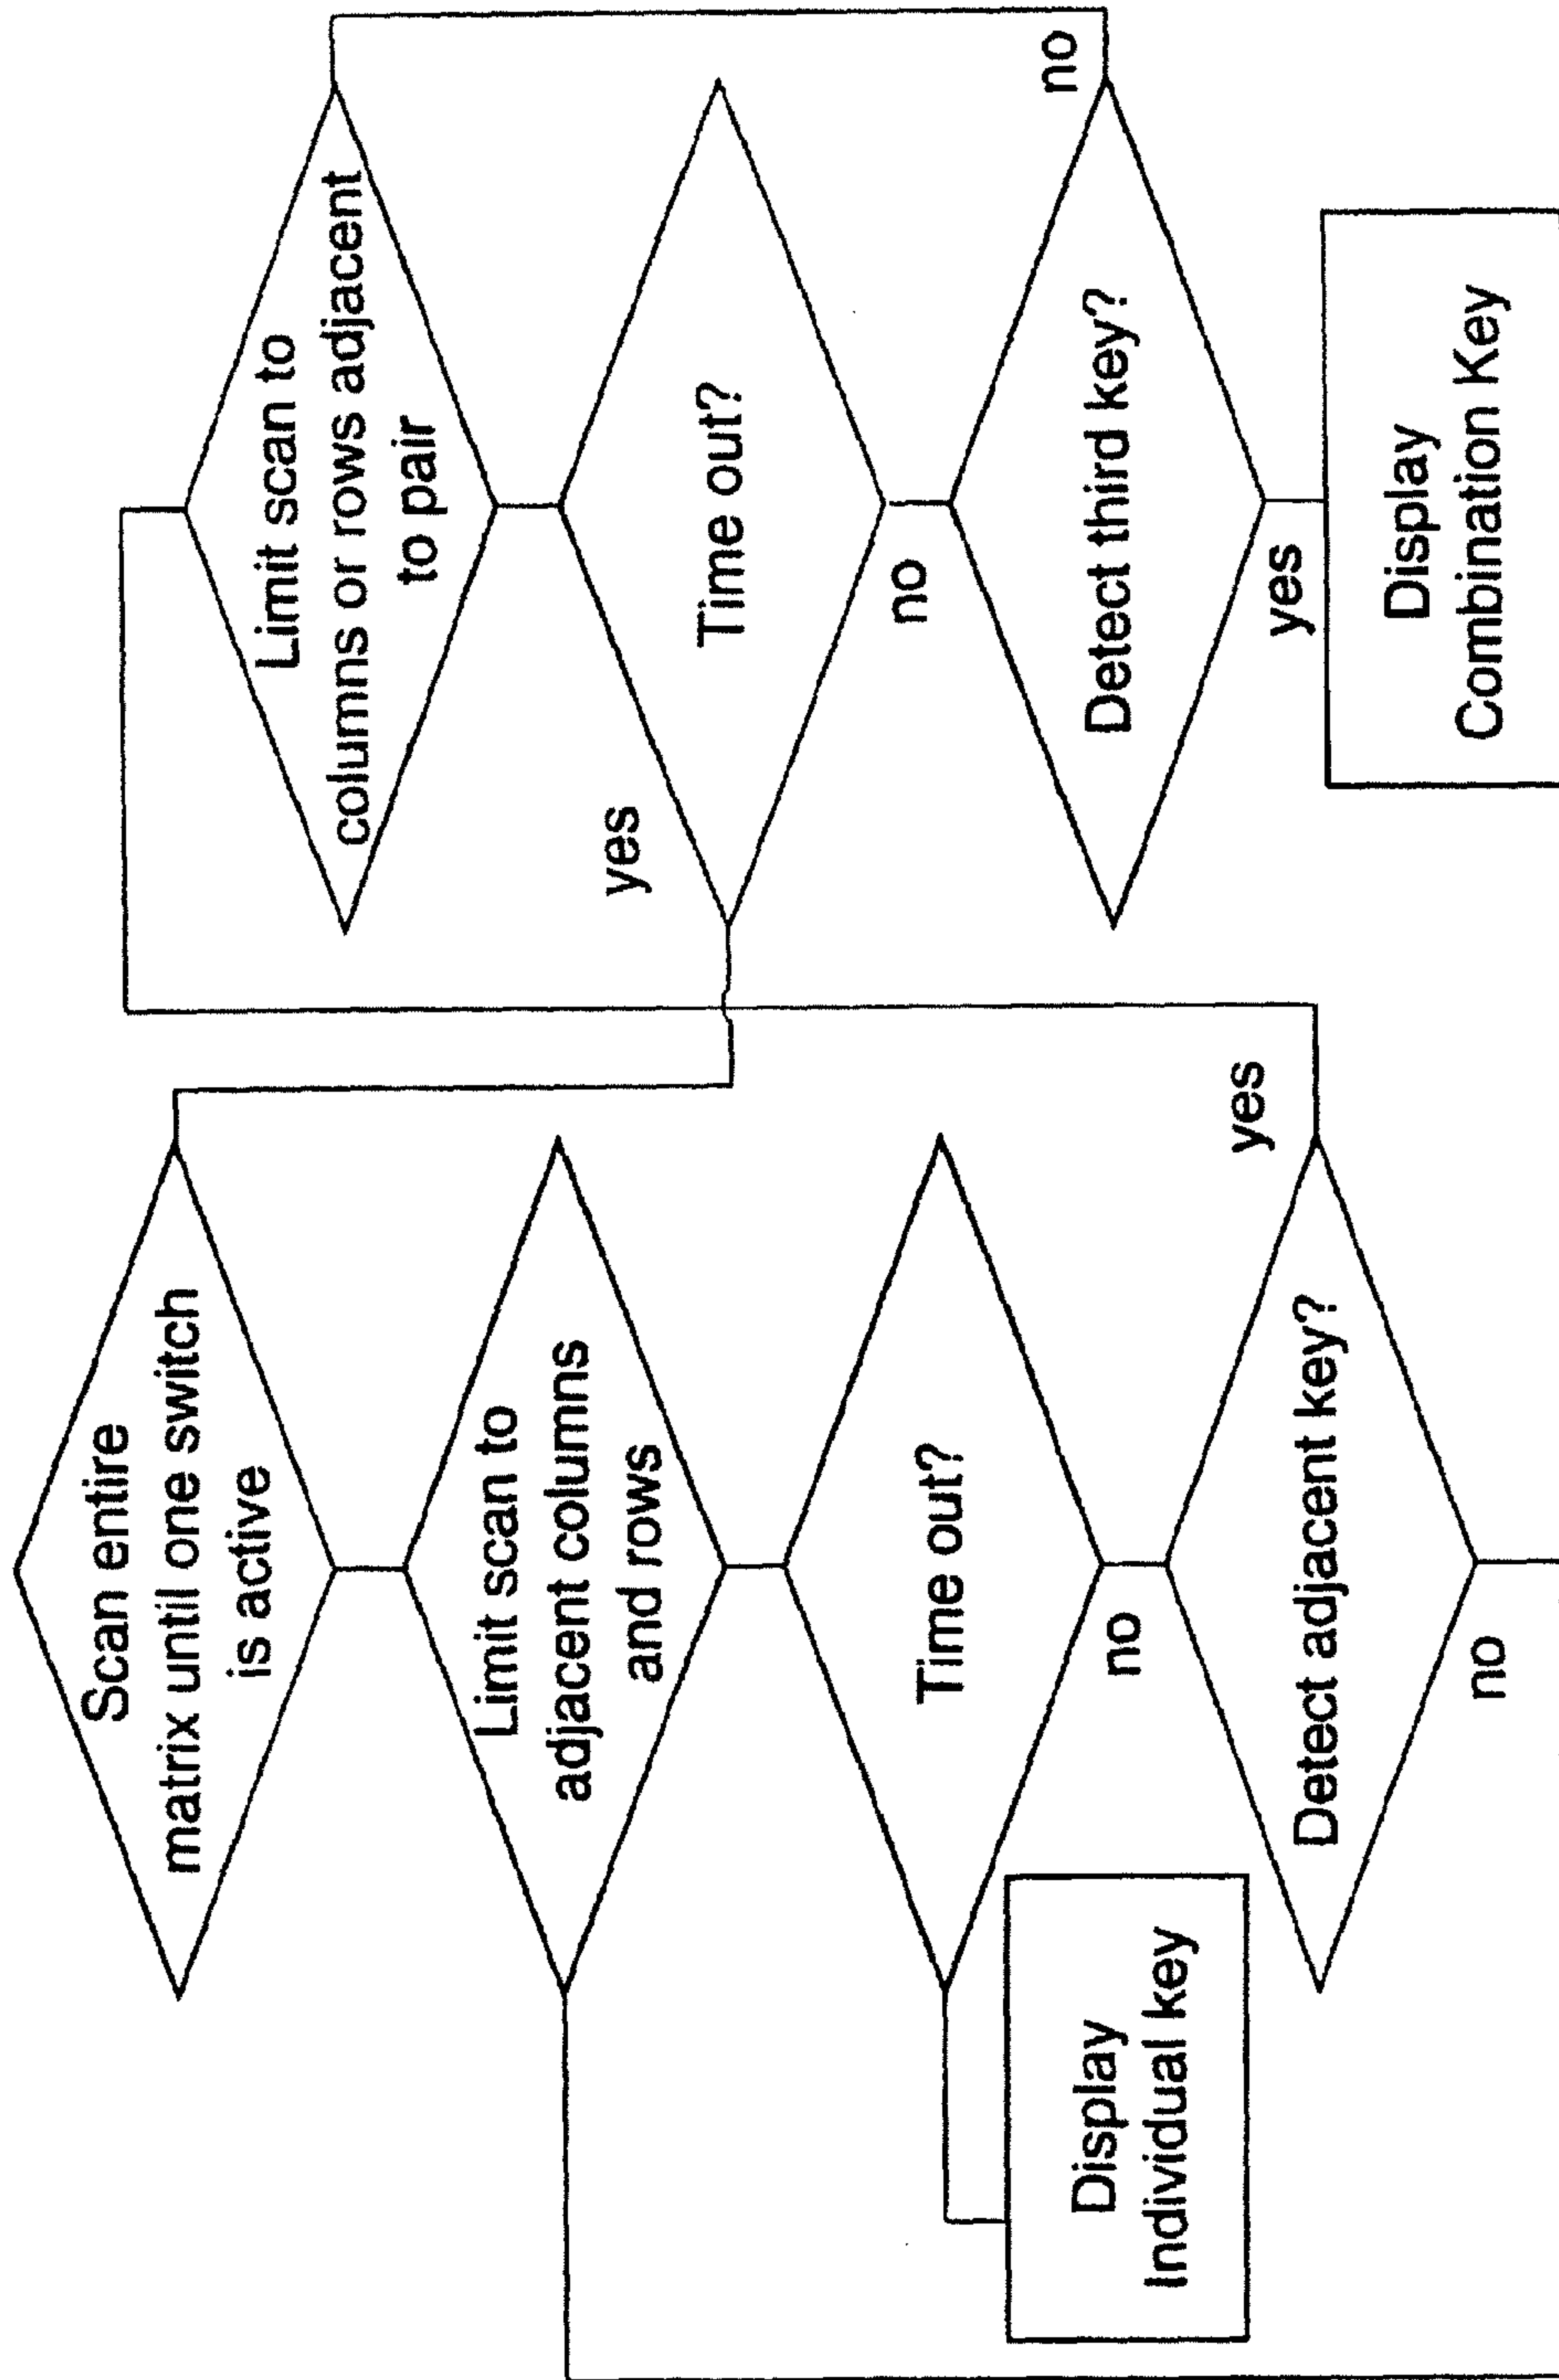 Scan entire
matrix until one switch
is active
Limit scan to
adjacent columns
and rows
Time out?
no
Display
Individual key
Detect adjacent key?
yes
no
Limit scan to
columns or rows adjacent
to pair
Time out?
yes
no
Detect third key?
no
yes
Display
Combination Key